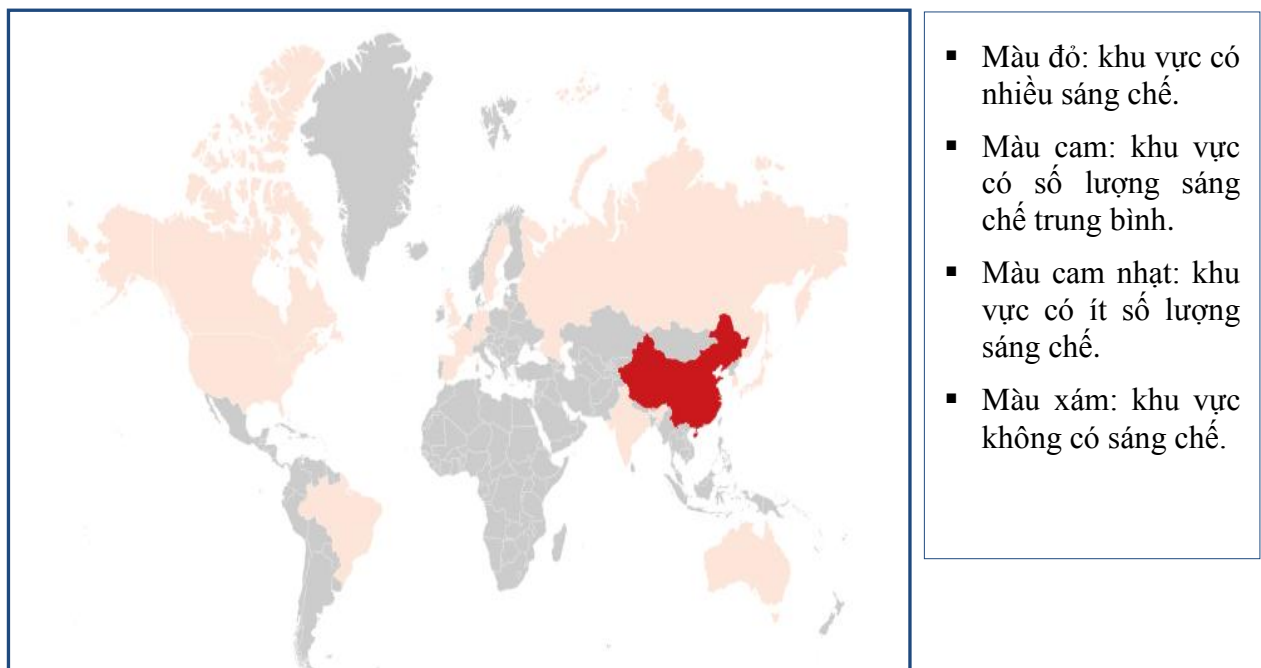 ▪ Màu đỏ: khu vực có
nhiều sáng chế.
▪ Màu cam: khu vực
có số lượng sáng
chế trung bình.
▪ Màu cam nhạt: khu
vực có ít số lượng
sáng chế.
▪ Màu xám: khu vực
không có sáng chế.